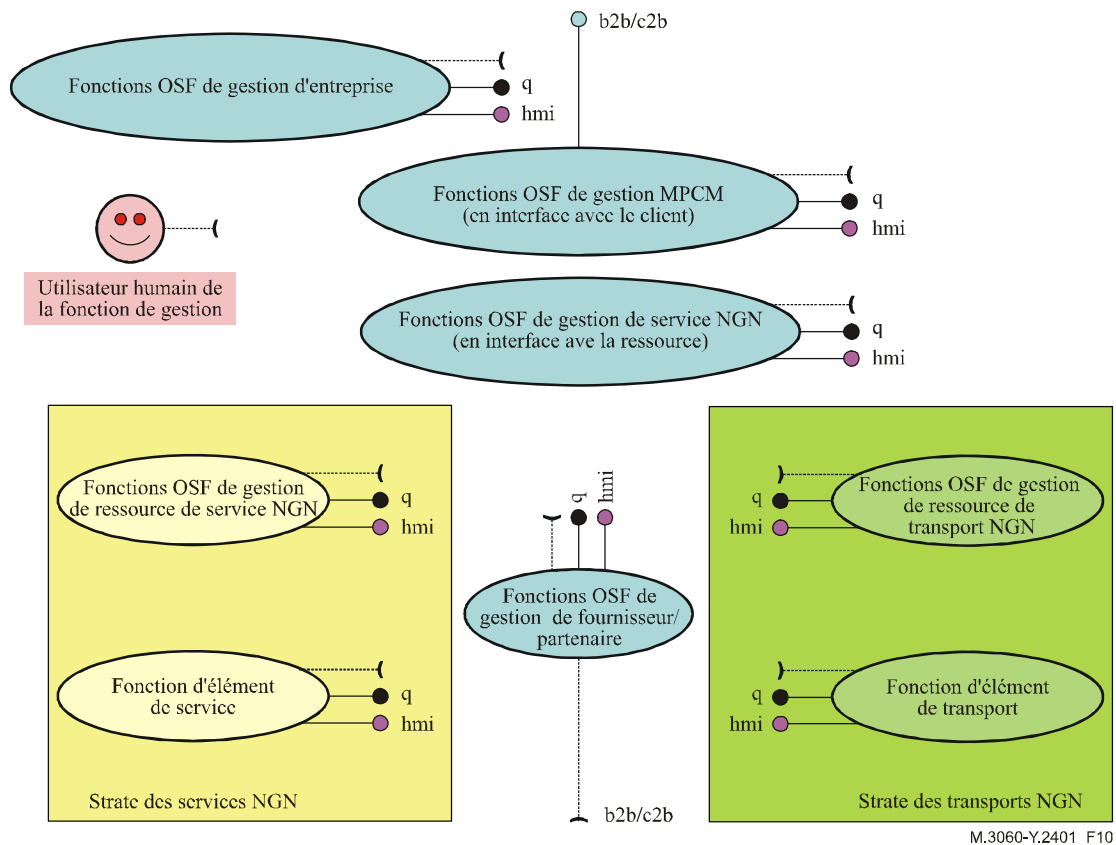 b2b/c2b
Fonctions OSF de gestion d'entreprise
q
hmi
Fonctions OSF de gestion MPCM
(en interface avec le client)
q
hmi
Utilisateur humain de
la fonction de gestion
Fonctions OSF de gestion de service NGN
(en interface ave la ressource)
q
hmi
Fonctions OSF de gestion
de ressource de service NGN
q
hmi
Fonction d'élément
de service
q
hmi
Strate des services NGN
q
hmi
Fonctions OSF de
gestion de fournisseur/
partenaire
b2b/c2b
Fonctions OSF de gestion
de ressource de
transport NGN
q
hmi
Fonction d'élément
de transport
q
hmi
Strate des transports NGN
M.3060-Y.2401_F10